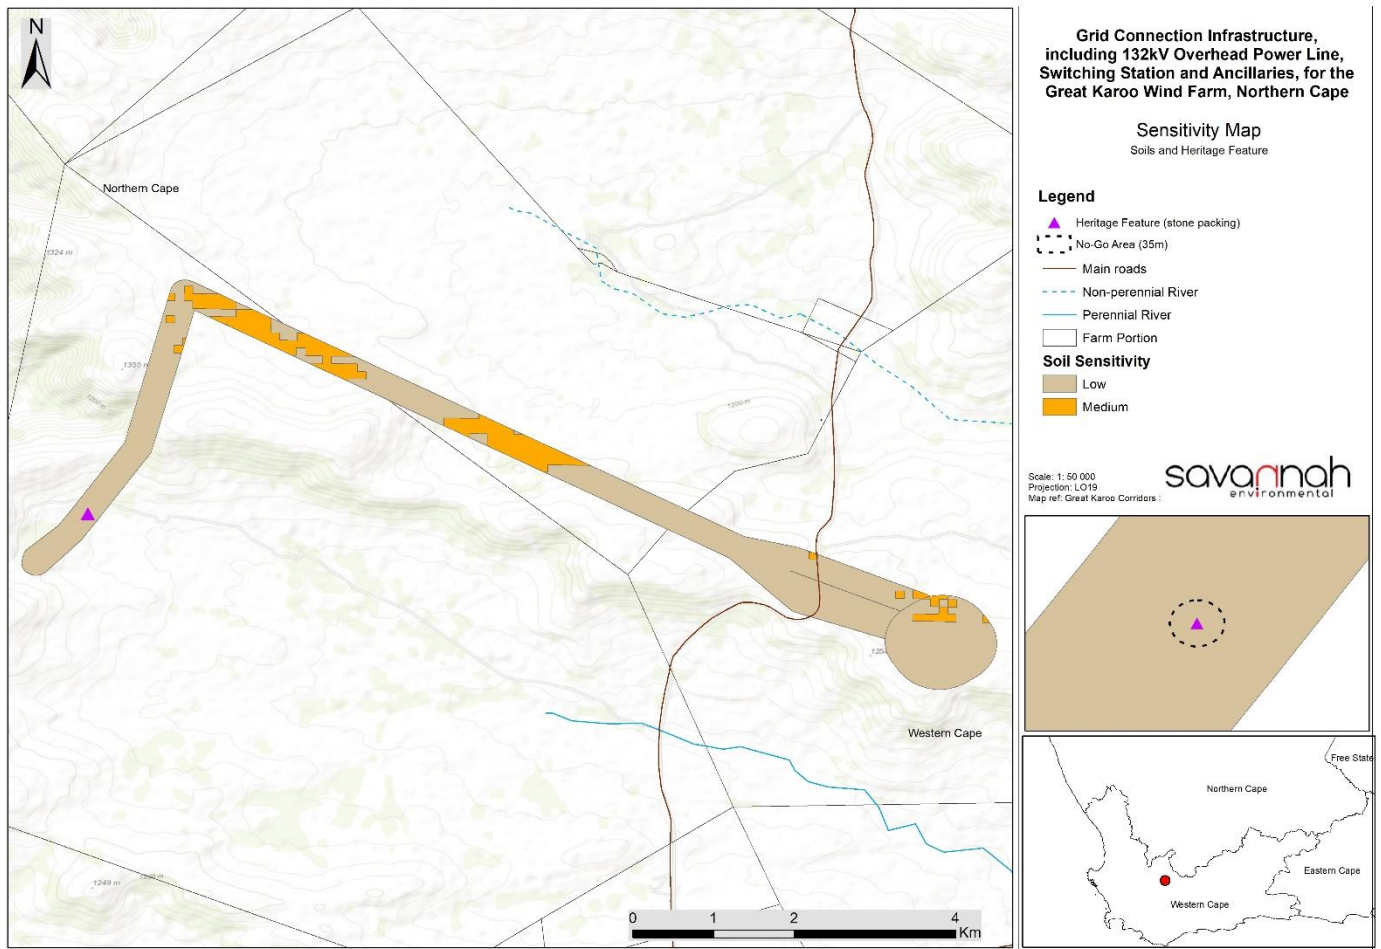 N
Northern Cape
1324 m
1355 m
1200 m
1254
Western Cape
1249 m
0 1 2 4
Km
Grid Connection Infrastructure,
including 132kV Overhead Power Line,
Switching Station and Ancillaries, for the
Great Karoo Wind Farm, Northern Cape
Sensitivity Map
Soils and Heritage Feature
Legend
Heritage Feature (stone packing)
No-Go Area (35m)
Main roads
Non-perennial River
Perennial River
Farm Portion
Soil Sensitivity
Low
Medium
Scale: 1: 50 000
Projection: LO19
Map ref: Great Karoo Corridors :
savannah
environmental
Free State
Northern Cape
Eastern Cape
Western Cape